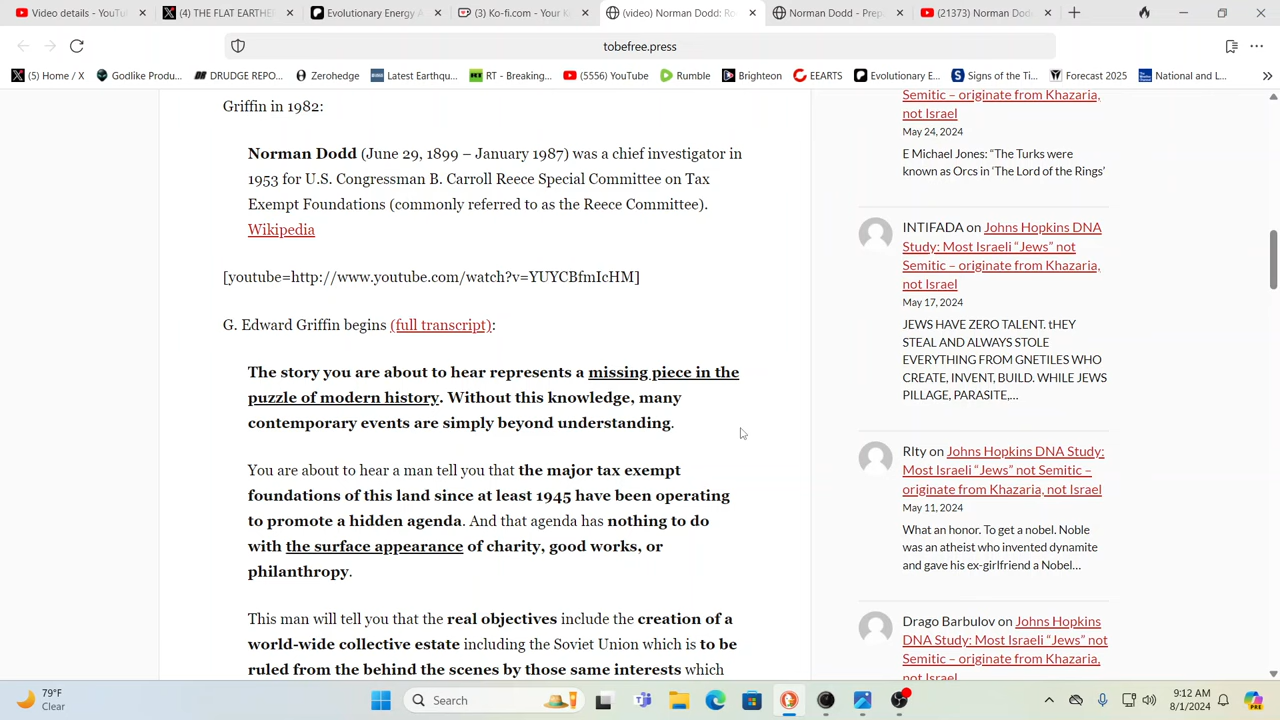 Video details - YouTu
(4) THE FLAT EARTHE
Evolutionary Energy A
(3) Ko-fi.com - Your K
(video) Norman Dodd: Ro
Norman Dodd - Prepa
(21373) Norman Dodd
tobefree.press
(5) Home / X
Godlike Produ...
DRUDGE REPO...
Zerohedge
Latest Earthqu...
RT - Breaking...
(5556) YouTube
Rumble
Brighteon
EEARTS
Evolutionary E...
Signs of the Ti...
Forecast 2025
National and L...
Griffin in 1982:
Norman Dodd (June 29, 1899 – January 1987) was a chief investigator in
1953 for U.S. Congressman B. Carroll Reece Special Committee on Tax
Exempt Foundations (commonly referred to as the Reece Committee).
Wikipedia
[youtube=http://www.youtube.com/watch?v=YUYCBfmIcHM]
G. Edward Griffin begins (full transcript):
The story you are about to hear represents a missing piece in the
puzzle of modern history. Without this knowledge, many
contemporary events are simply beyond understanding.
You are about to hear a man tell you that the major tax exempt
foundations of this land since at least 1945 have been operating
to promote a hidden agenda. And that agenda has nothing to do
with the surface appearance of charity, good works, or
philanthropy.
This man will tell you that the real objectives include the creation of a
world-wide collective estate including the Soviet Union which is to be
ruled from the behind the scenes by those same interests which
Semitic – originate from Khazaria,
not Israel
May 24, 2024
E Michael Jones: “The Turks were
known as Orcs in ‘The Lord of the Rings’
INTIFADA on Johns Hopkins DNA
Study: Most Israeli “Jews” not
Semitic – originate from Khazaria,
not Israel
May 17, 2024
JEWS HAVE ZERO TALENT. tHEY
STEAL AND ALWAYS STOLE
EVERYTHING FROM GNETILES WHO
CREATE, INVENT, BUILD. WHILE JEWS
PILLAGE, PARASITE,...
RIty on Johns Hopkins DNA Study:
Most Israeli “Jews” not Semitic –
originate from Khazaria, not Israel
May 11, 2024
What an honor. To get a nobel. Noble
was an atheist who invented dynamite
and gave his ex-girlfriend a Nobel...
Drago Barbulov on Johns Hopkins
DNA Study: Most Israeli “Jews” not
Semitic – originate from Khazaria,
not Israel
79°F
Clear
Search
9:12 AM
8/1/2024